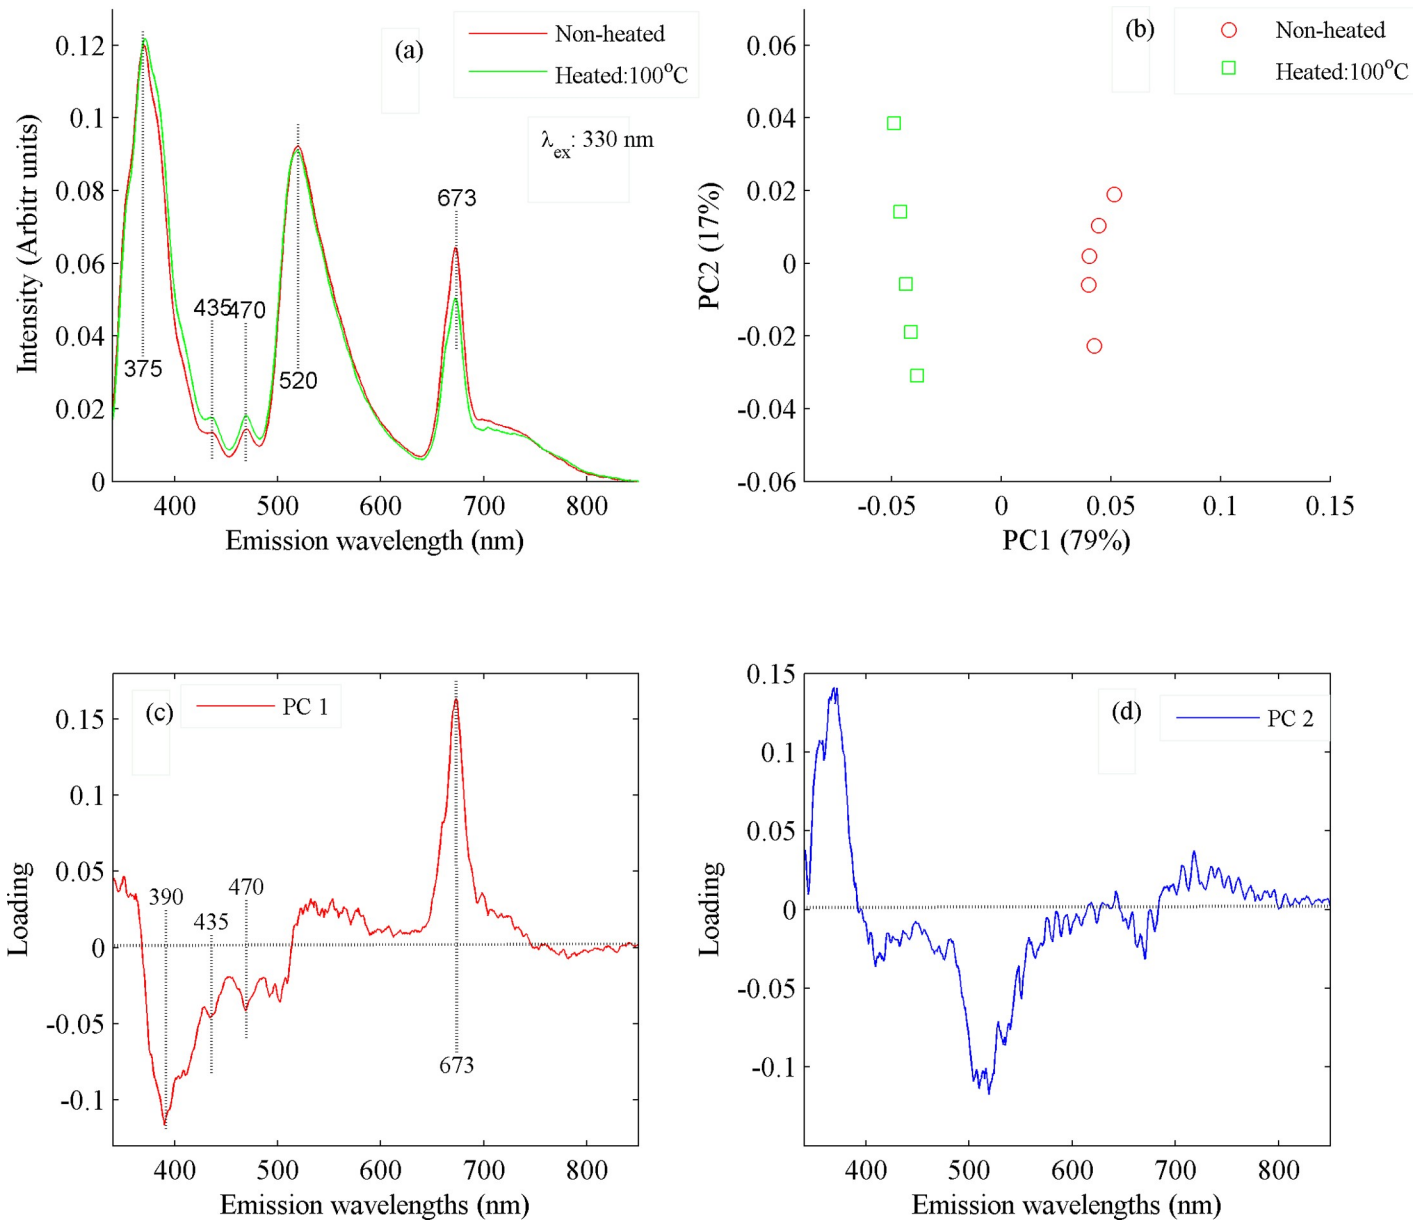 (a)
Non-heated
Heated:100°C
λex: 330 nm
0.12
0.1
0.08
0.06
0.04
0.02
0
Intensity (Arbitr units)
375
435
470
520
673
400
500
600
700
800
Emission wavelength (nm)
(b)
Non-heated
Heated:100°C
0.06
0.04
0.02
0
-0.02
-0.04
-0.06
PC2 (17%)
-0.05
0
0.05
0.1
0.15
PC1 (79%)
(c)
PC 1
0.15
0.1
0.05
0
-0.05
-0.1
Loading
390
435
470
673
400
500
600
700
800
Emission wavelengths (nm)
(d)
PC 2
0.15
0.1
0.05
0
-0.05
-0.1
Loading
400
500
600
700
800
Emission wavelengths (nm)